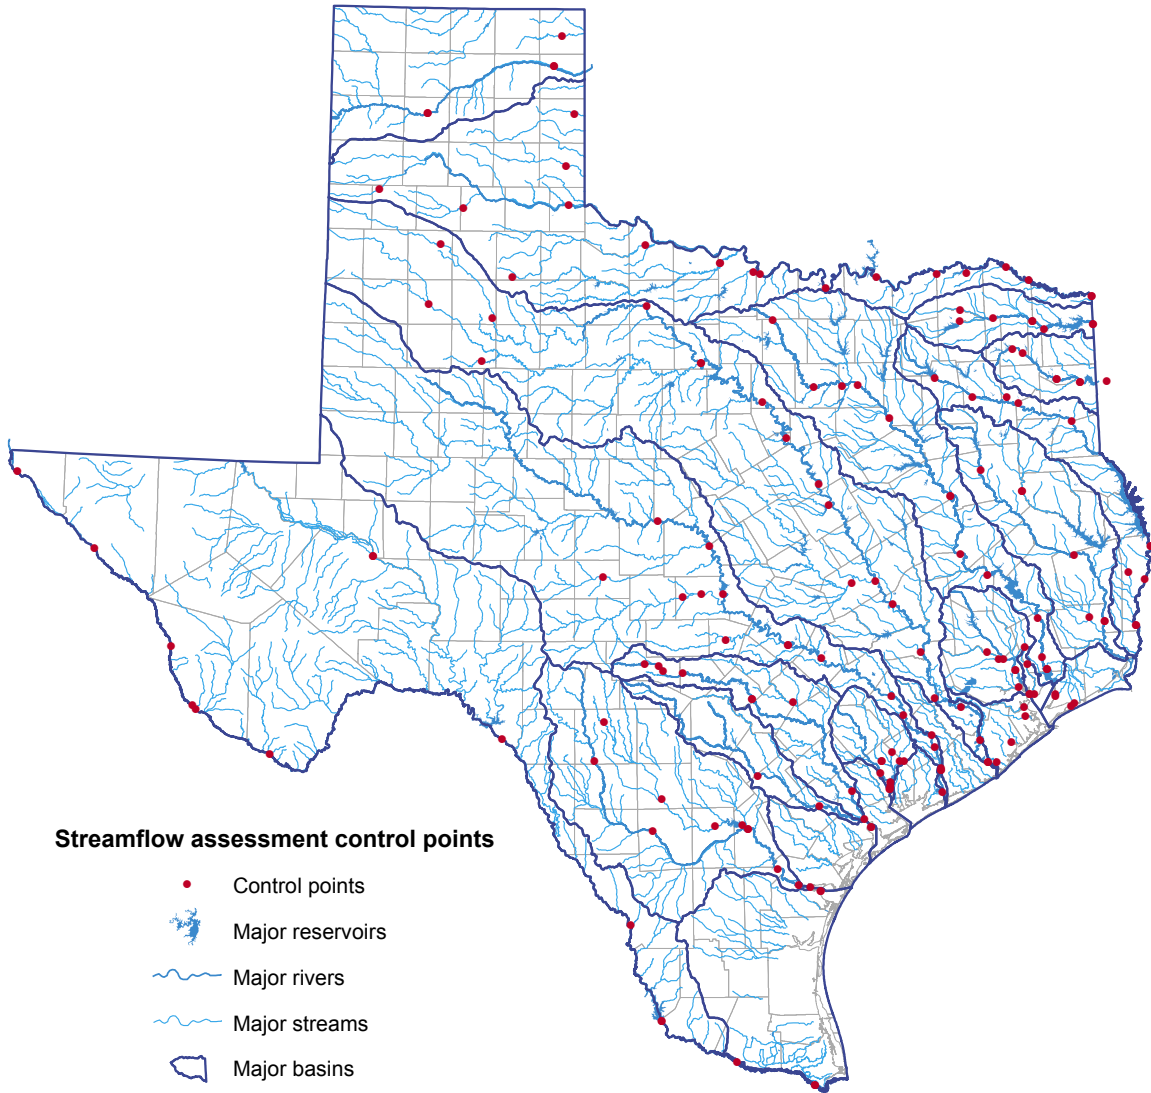 Streamflow assessment control points
Control points
Major reservoirs
Major rivers
Major streams
Major basins